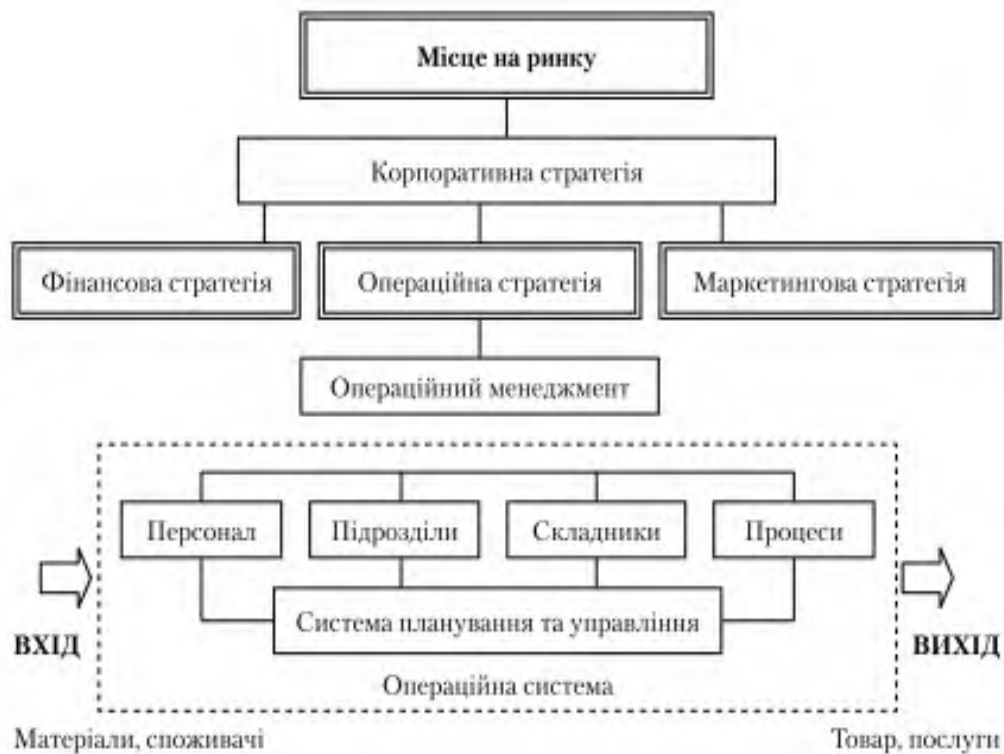 Місце на ринку
Корпоративна стратегія
Фінансова стратегія
Операційна стратегія
Маркетингова стратегія
Операційний менеджмент
Персонал
Підрозділи
Складники
Процеси
Система планування та управління
ВХІД
ВИХІД
Операційна система
Матеріали, споживачі
Товар, послуги